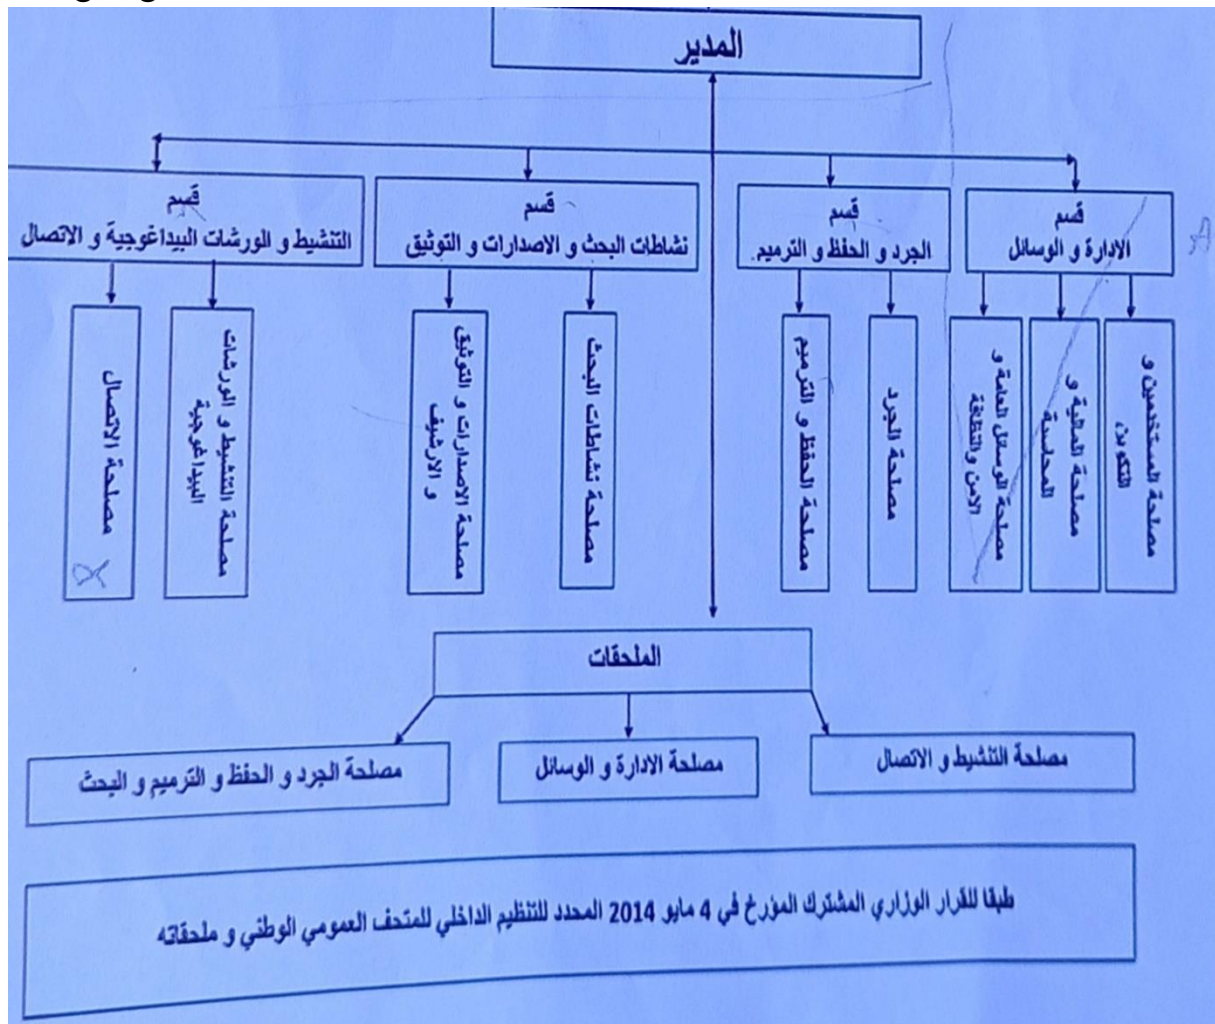 المدير
قسم
الادارة و الوسائل
قسم
الجرد و الحفظ و الترميم
قسم
نشاطات البحث و الاصدارات و التوثيق
قسم
التنشيط و الورشات البيداغوجية و الاتصال
مصلحة المستخدمين و
التكوين
مصلحة المالية و
المحاسبة
مصلحة الوسائل العامة و
الامن والنظافة
مصلحة الجرد
مصلحة الحفظ و الترميم
مصلحة نشاطات البحث
مصلحة الاصدارات و التوثيق
و الارشيف
مصلحة التنشيط و الورشات
البيداغوجية
مصلحة الاتصال
الملحقات
مصلحة التنشيط و الاتصال
مصلحة الادارة و الوسائل
مصلحة الجرد و الحفظ و الترميم و البحث
طبقا للقرار الوزاري المشترك المؤرخ في 4 مايو 2014 المحدد للتنظيم الداخلي للمتحف العمومي الوطني و ملحقاته